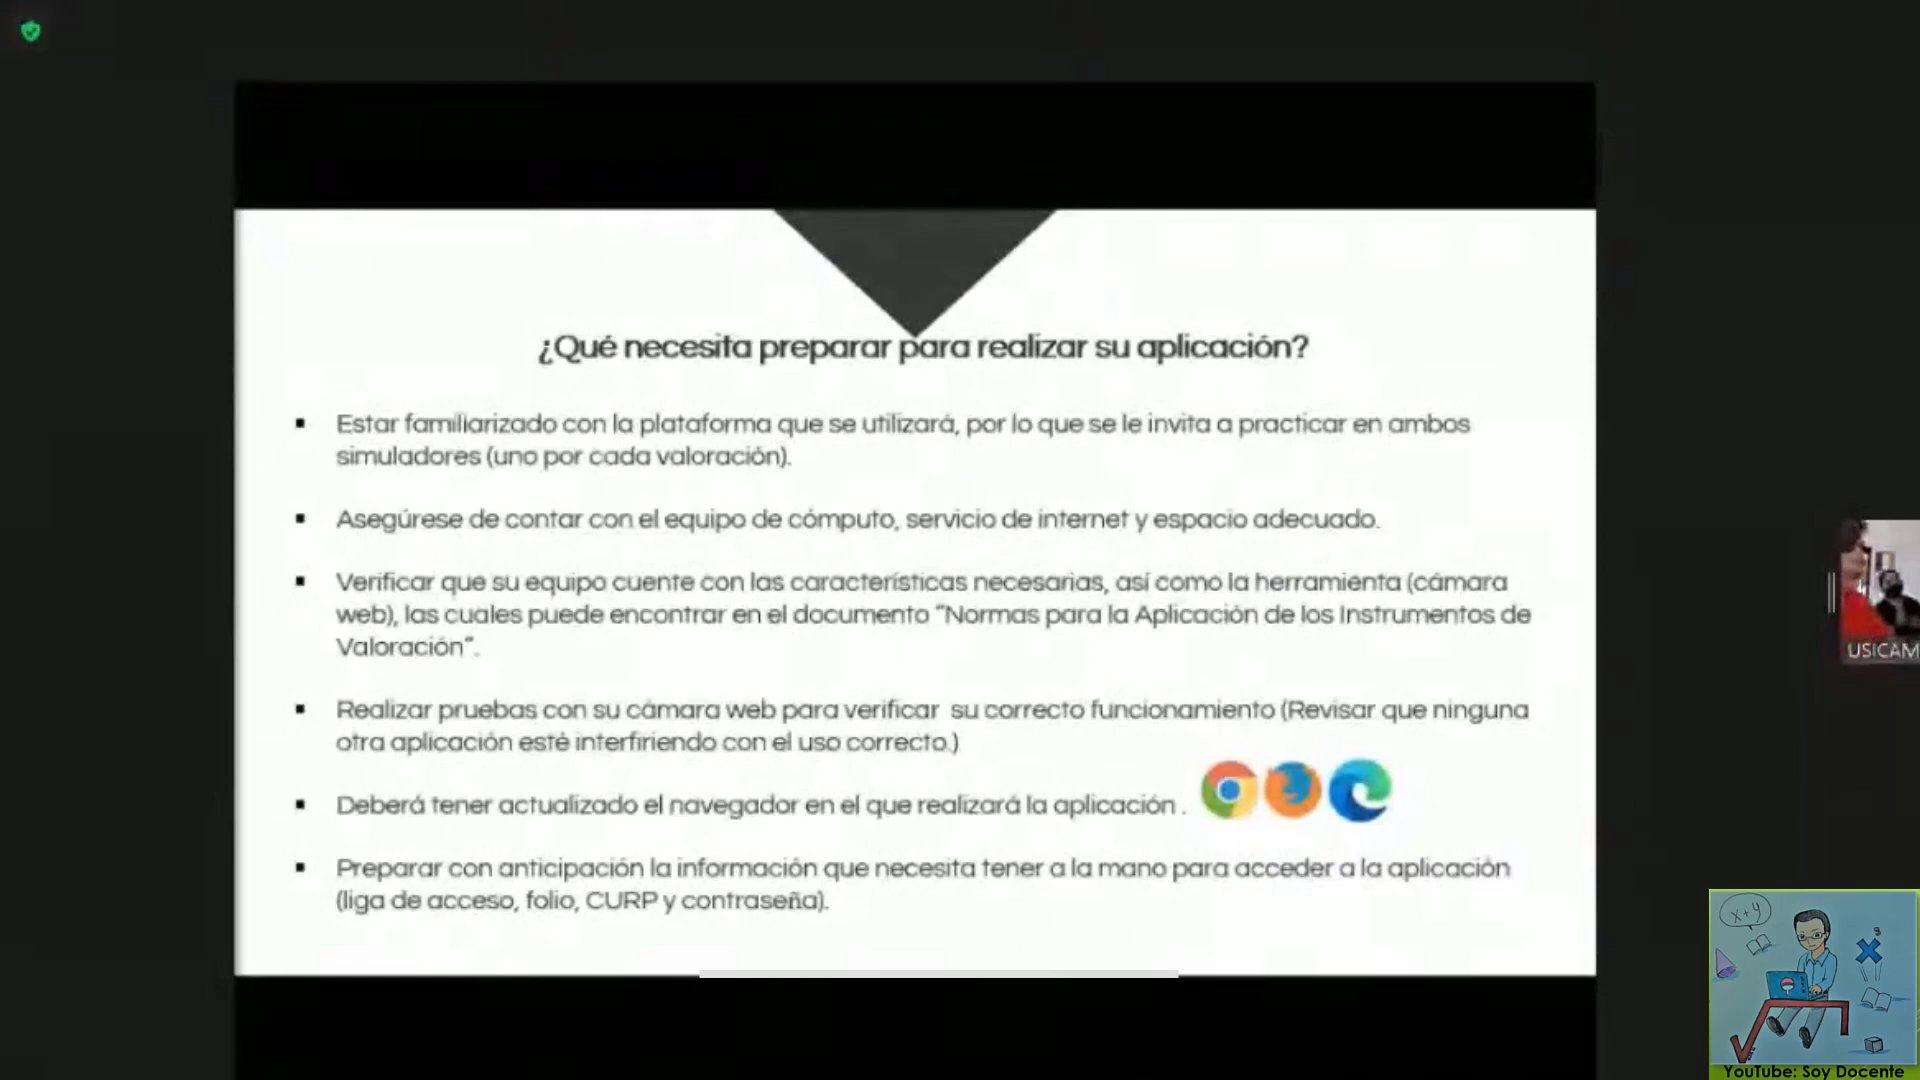 ¿Qué necesita preparar para realizar su aplicación?
▪ Estar familiarizado con la plataforma que se utilizará, por lo que se le invita a practicar en ambos
simuladores (uno por cada valoración).
▪ Asegúrese de contar con el equipo de cómputo, servicio de internet y espacio adecuado.
▪ Verificar que su equipo cuente con las características necesarias, así como la herramienta (cámara
web), las cuales puede encontrar en el documento “Normas para la Aplicación de los Instrumentos de
Valoración”.
▪ Realizar pruebas con su cámara web para verificar su correcto funcionamiento (Revisar que ninguna
otra aplicación esté interfiriendo con el uso correcto.)
▪ Deberá tener actualizado el navegador en el que realizará la aplicación .
▪ Preparar con anticipación la información que necesita tener a la mano para acceder a la aplicación
(liga de acceso, folio, CURP y contraseña).
USICAM
x+y
YouTube: Soy Docente